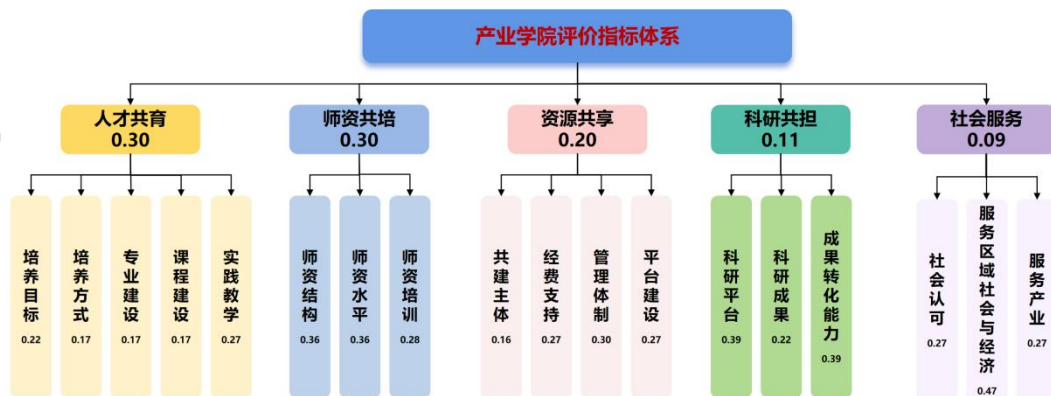 产业学院评价指标体系
人才共育
0.30
师资共培
0.30
资源共享
0.20
科研共担
0.11
社会服务
0.09
培养目标
0.22
培养方式
0.17
专业建设
0.17
课程建设
0.17
实践教学
0.27
师资结构
0.36
师资水平
0.36
师资培训
0.28
共建主体
0.16
经费支持
0.27
管理体制
0.30
平台建设
0.27
科研平台
0.39
科研成果
0.22
成果转化能力
0.39
社会认可
0.27
服务区域社会与经济
0.47
服务产业
0.27